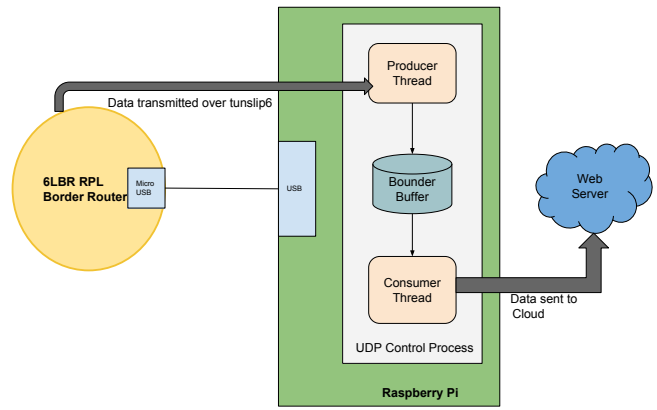 Producer
Thread
Data transmitted over tunslip6
6LBR RPL
Border Router
Micro
USB
USB
Bounder
Buffer
Web
Server
Consumer
Thread
Data sent to
Cloud
UDP Control Process
Raspberry Pi